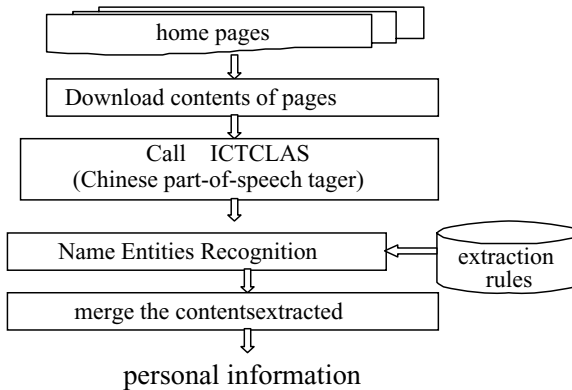 home pages
Download contents of pages
Call ICTCLAS
(Chinese part-of-speech tager)
Name Entities Recognition
extraction
rules
merge the contentsextracted
personal information